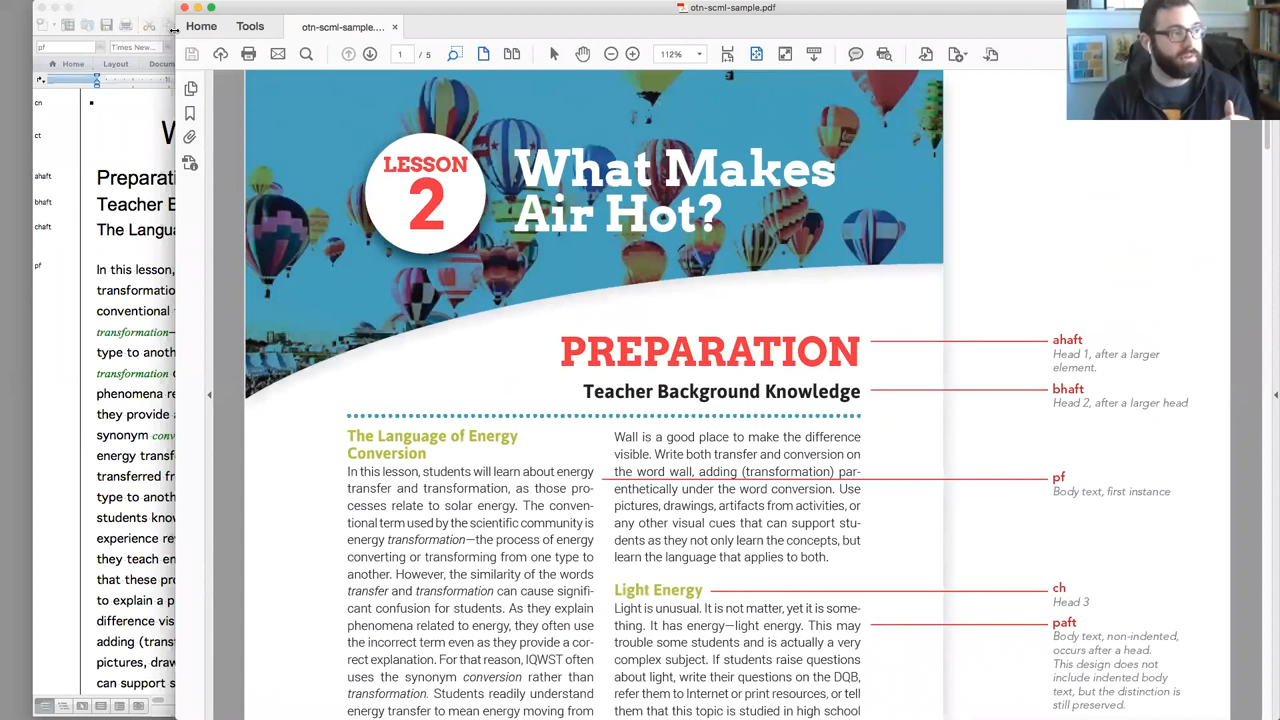 otn-scml-sample.pdf
Home
Tools
otn-scml-sample....
×
1
/ 5
112%
pf
Times New...
Home
Layout
Docum
cn
ct
W
ahaft
Preparati
bhaft
Teacher B
chaft
The Langua
pf
In this lesson,
transformation
conventional
transformation—
type to anoth
transformation
phenomena re
they provide a
synonym conv
energy transf
transferred fr
type to anoth
students know
experience re
they teach en
that these pro
to explain a p
difference vis
adding (trans
pictures, draw
can support s
LESSON
2
What Makes
Air Hot?
PREPARATION
Teacher Background Knowledge
The Language of Energy
Conversion
In this lesson, students will learn about energy
transfer and transformation, as those pro-
cesses relate to solar energy. The conven-
tional term used by the scientific community is
energy transformation—the process of energy
converting or transforming from one type to
another. However, the similarity of the words
transfer and transformation can cause signifi-
cant confusion for students. As they explain
phenomena related to energy, they often use
the incorrect term even as they provide a cor-
rect explanation. For that reason, IQWST often
uses the synonym conversion rather than
transformation. Students readily understand
energy transfer to mean energy moving from
Wall is a good place to make the difference
visible. Write both transfer and conversion on
the word wall, adding (transformation) par-
enthetically under the word conversion. Use
pictures, drawings, artifacts from activities, or
any other visual cues that can support stu-
dents as they not only learn the concepts, but
learn the language that applies to both.
Light Energy
Light is unusual. It is not matter, yet it is some-
thing. It has energy—light energy. This may
trouble some students and is actually a very
complex subject. If students raise questions
about light, write their questions on the DQB,
refer them to Internet or print resources, or tell
them that this topic is studied in high school
ahaft
Head 1, after a larger
element.
bhaft
Head 2, after a larger head
pf
Body text, first instance
ch
Head 3
paft
Body text, non-indented,
occurs after a head.
This design does not
include indented body
text, but the distinction is
still preserved.